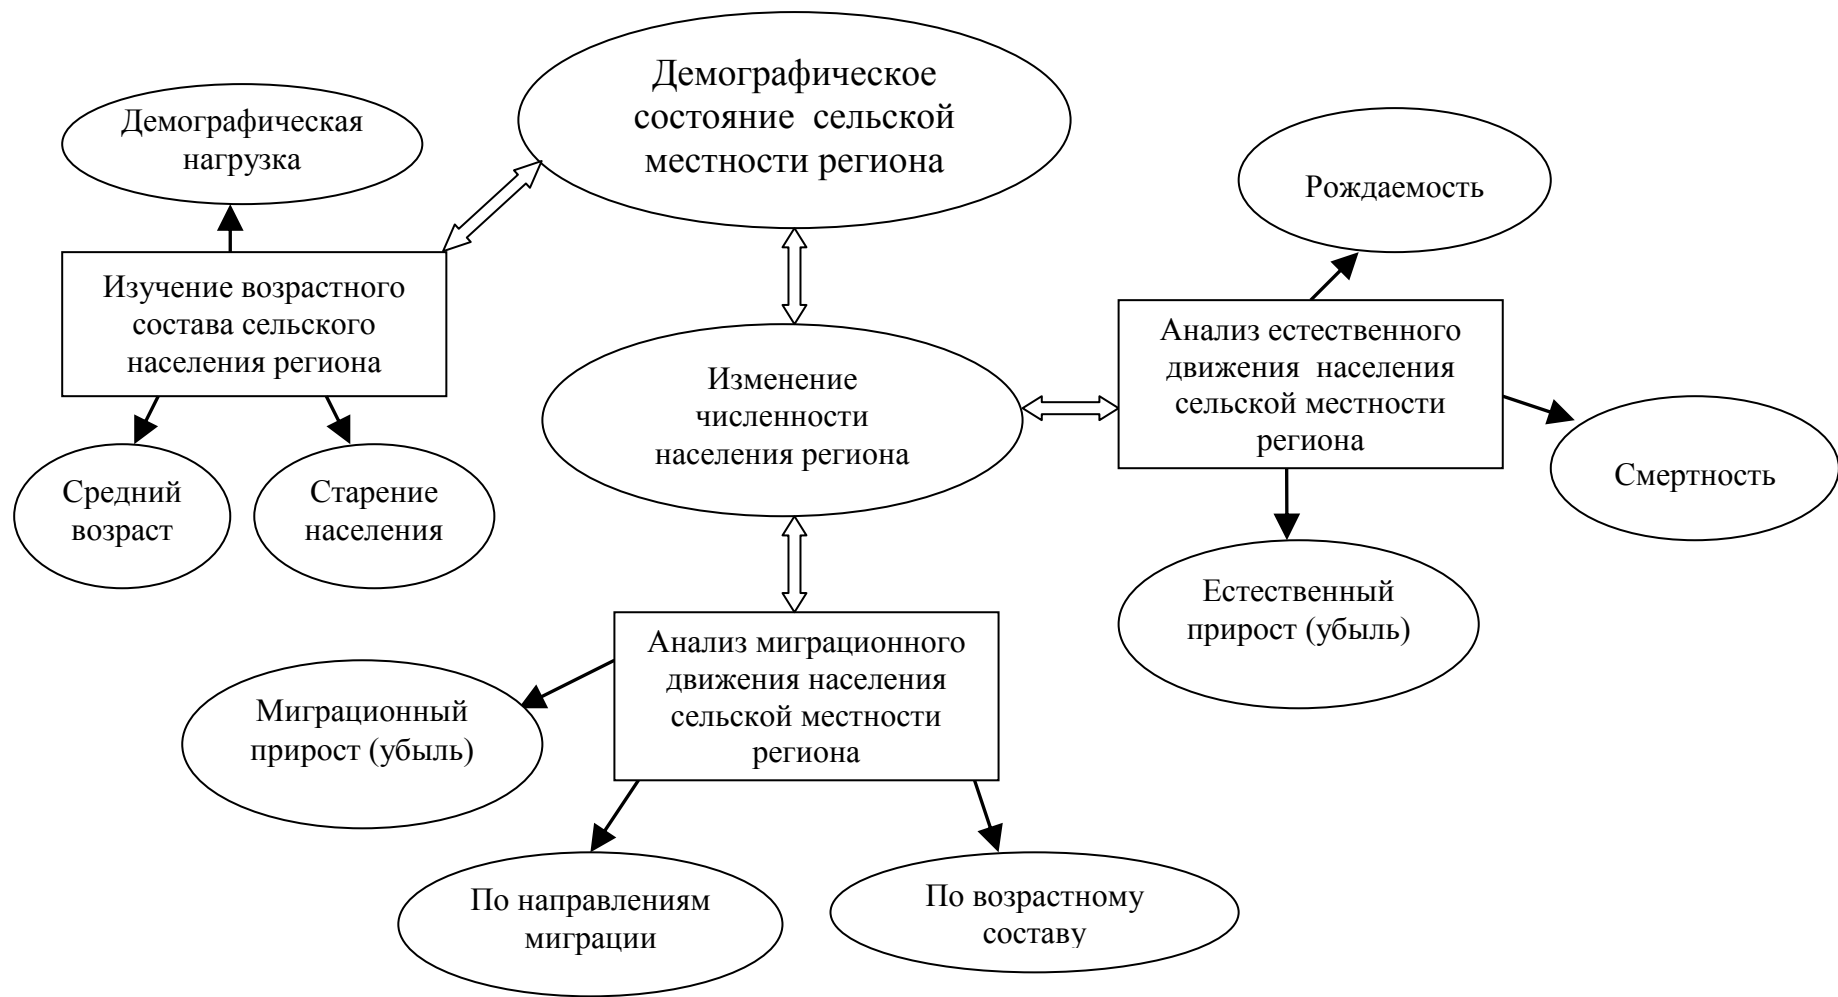 Демографическое
состояние сельской
местности региона
Демографическая
нагрузка
Рождаемость
Изучение возрастного
состава сельского
населения региона
Анализ естественного
движения населения
сельской местности
региона
Изменение
численности
населения региона
Средний
возраст
Старение
населения
Смертность
Естественный
прирост (убыль)
Анализ миграционного
движения населения
сельской местности
региона
Миграционный
прирост (убыль)
По направлениям
миграции
По возрастному
составу